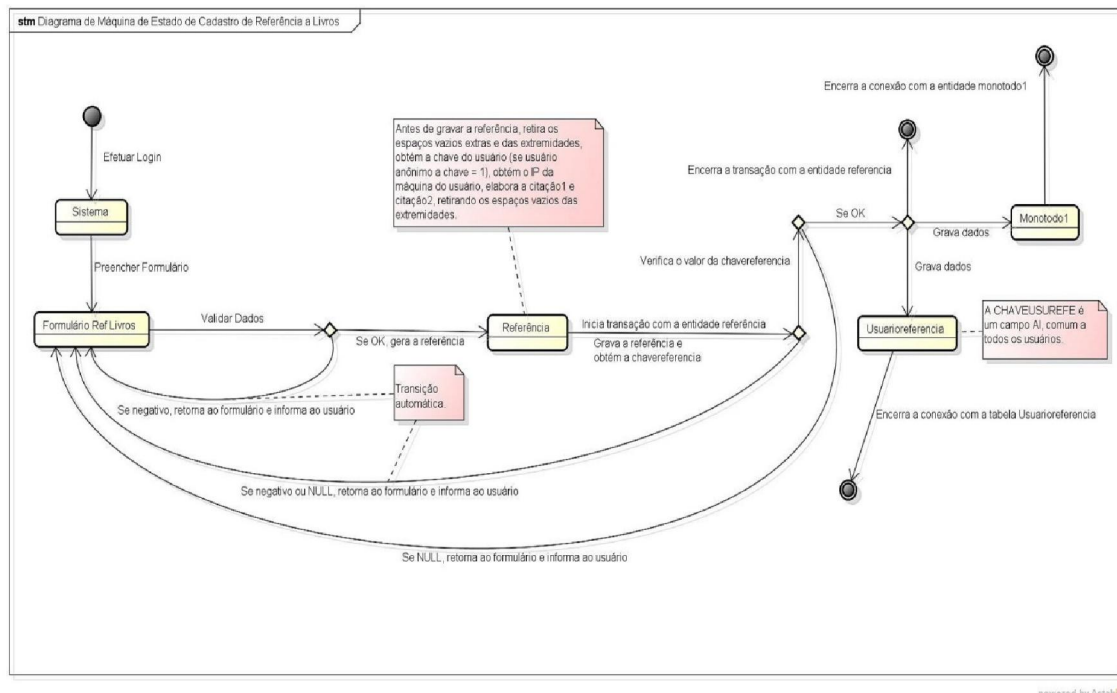 stm Diagrama de Máquina de Estado de Cadastro de Referência a Livros
Encerra a conexão com a entidade monotodo1
Efetuar Login
Antes de gravar a referência, retira os
espaços vazios extras e das extremidades,
obtém a chave do usuário (se usuário
anônimo a chave = 1), obtém o IP da
máquina do usuário, elabora a citação1 e
citação2, retirando os espaços vazios das
extremidades.
Encerra a transação com a entidade referencia
Sistema
Se OK
Monotodo1
Grava dados
Preencher Formulário
Verifica o valor da chavereferencia
Grava dados
Formulário Ref Livros
Validar Dados
Se OK, gera a referência
Referência
Inicia transação com a entidade referência
Grava a referência e
obtém a chavereferencia
Usuarioreferencia
A CHAVEUSUREFE é
um campo AI, comum a
todos os usuários.
Transição
automática.
Se negativo, retorna ao formulário e informa ao usuário
Encerra a conexão com a tabela Usuarioreferencia
Se negativo ou NULL, retorna ao formulário e informa ao usuário
Se NULL, retorna ao formulário e informa ao usuário
powered by